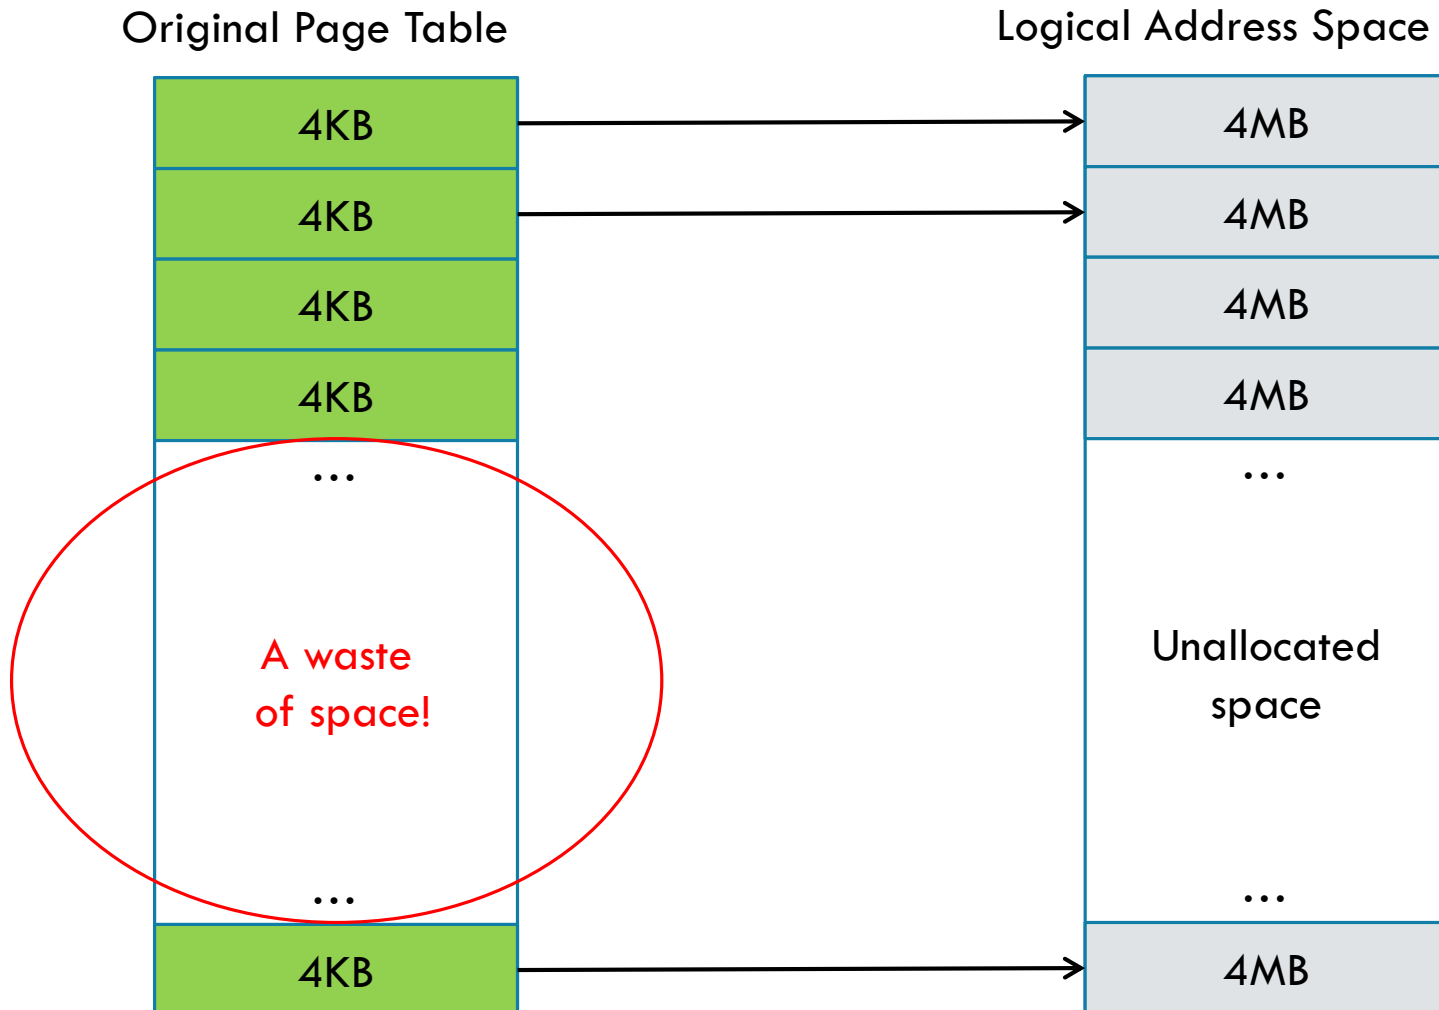 Original Page Table
Logical Address Space
4KB
4MB
4KB
4MB
4KB
4MB
4KB
4MB
...
...
A waste
of space!
Unallocated
space
...
...
4KB
4MB